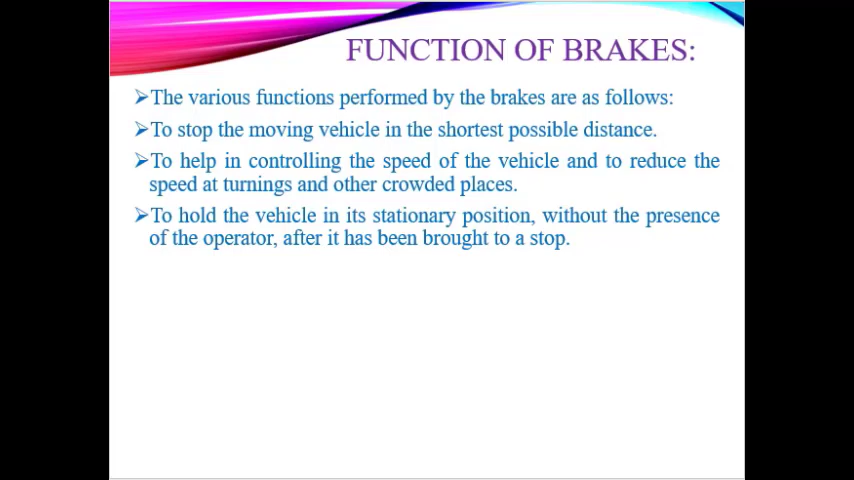 FUNCTION OF BRAKES:
➢The various functions performed by the brakes are as follows:
➢To stop the moving vehicle in the shortest possible distance.
➢To help in controlling the speed of the vehicle and to reduce the
speed at turnings and other crowded places.
➢To hold the vehicle in its stationary position, without the presence
of the operator, after it has been brought to a stop.